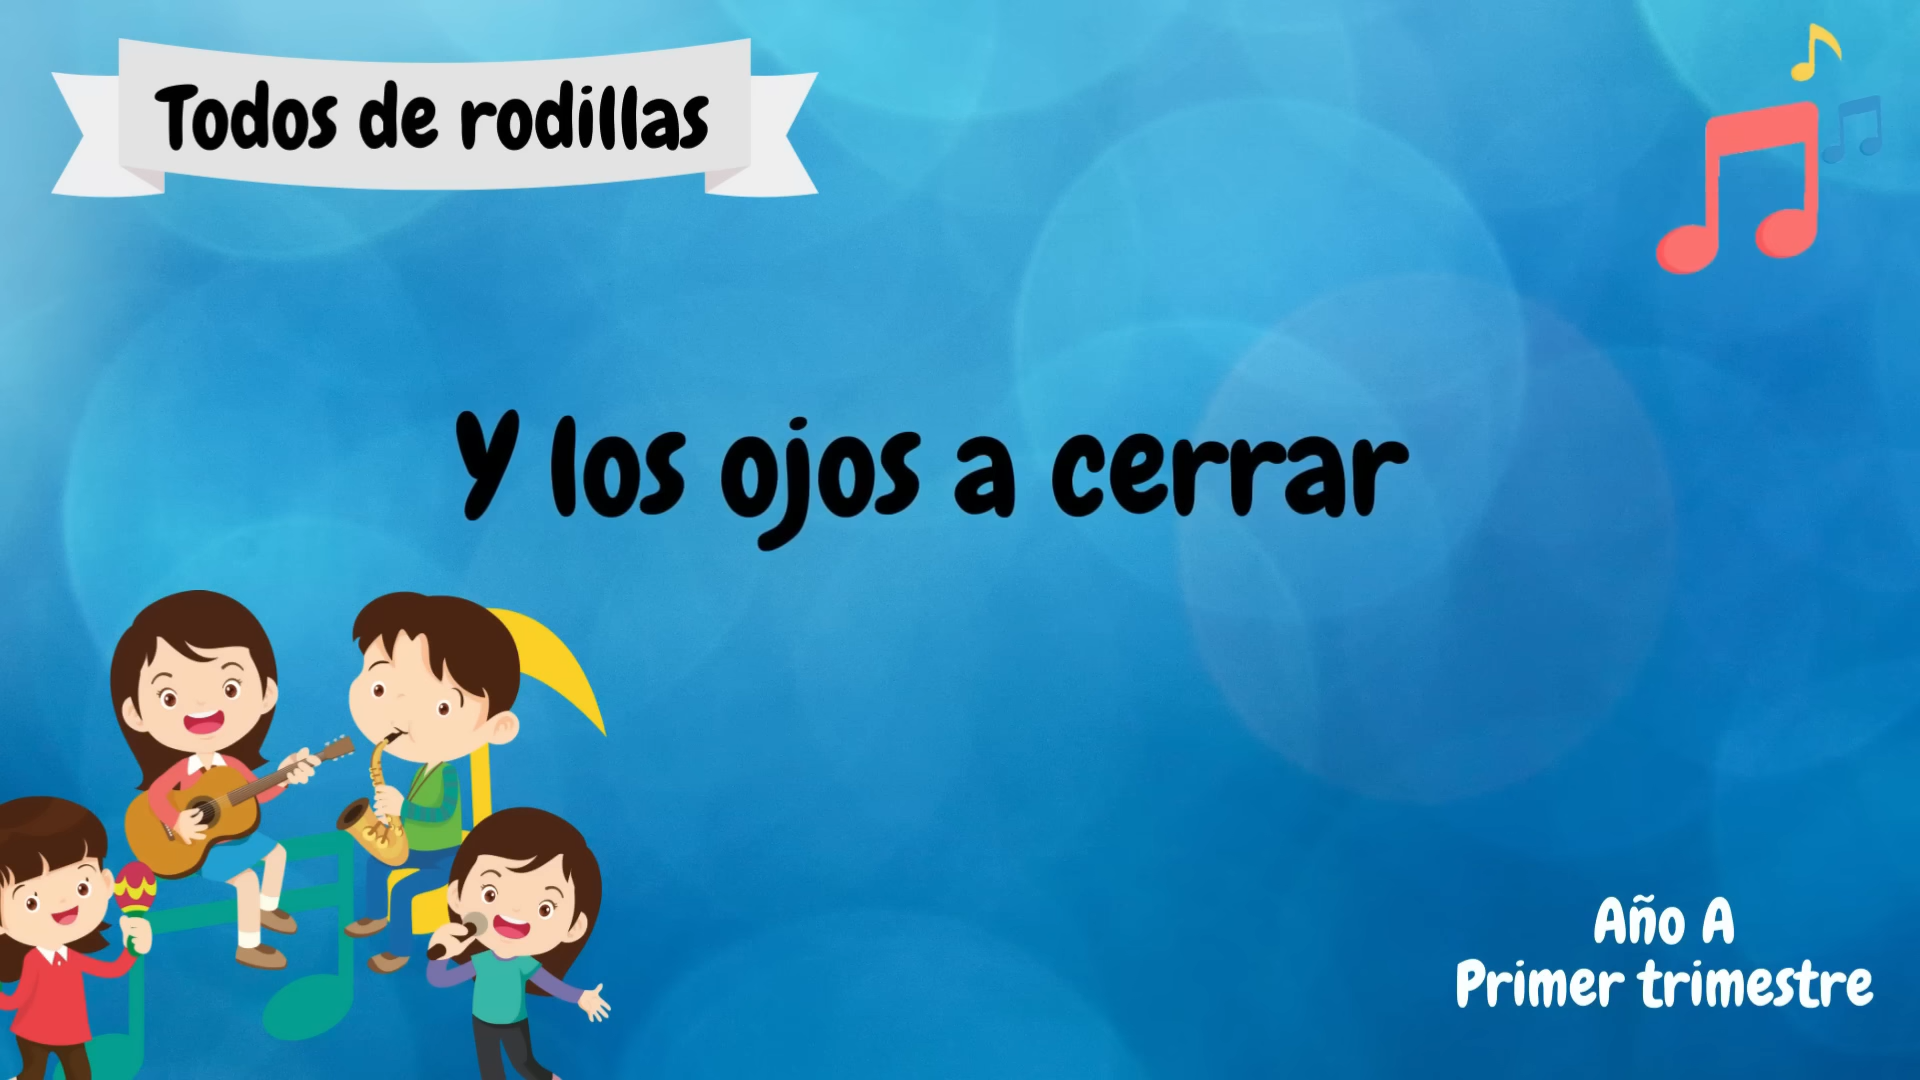 Todos de rodillas
Y los ojos a cerrar
Año A
Primer trimestre